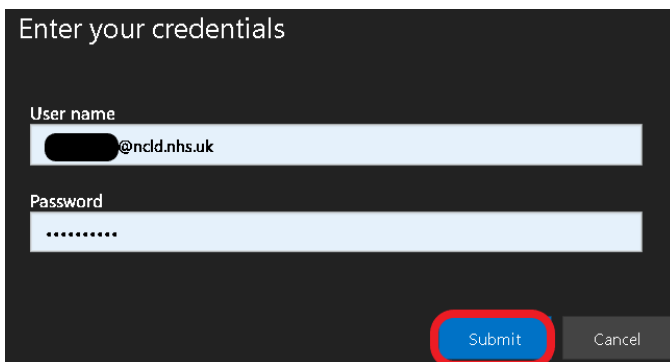 Enter your credentials
User name
@ncld.nhs.uk
Password
••••••••••
Submit Cancel